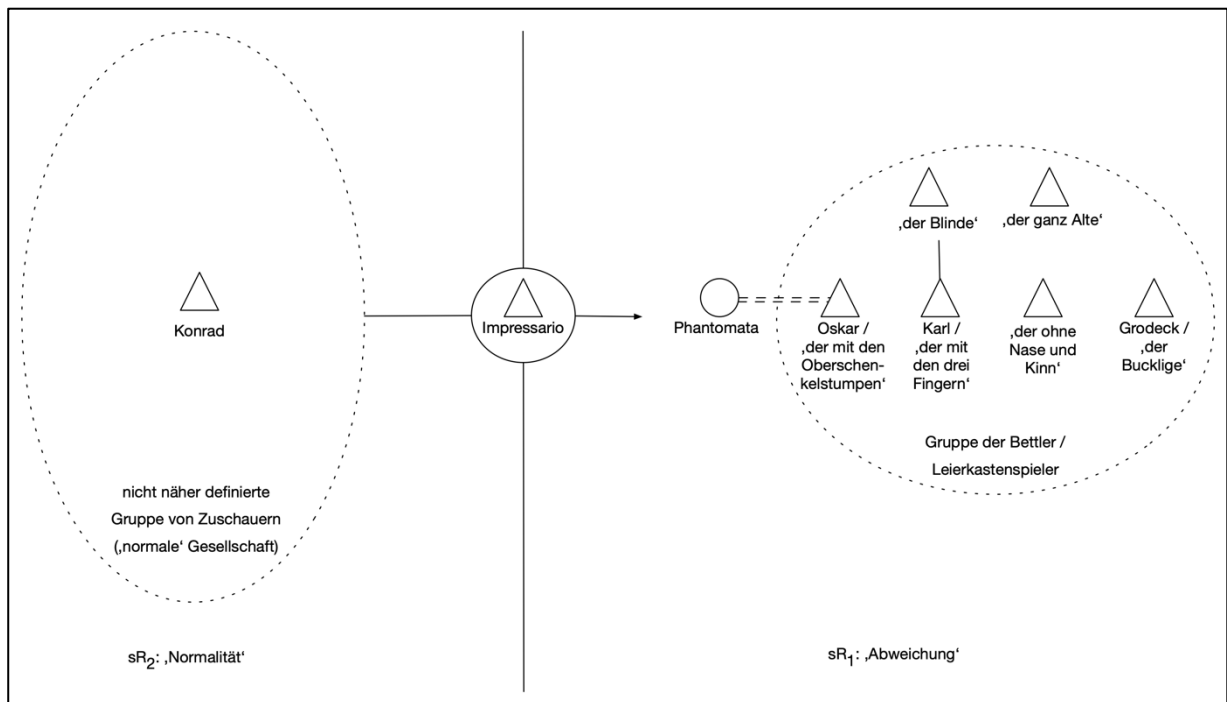 ‚der Blinde‘
‚der ganz Alte‘
Konrad
Impressario
Phantomata
Oskar /
‚der mit den
Oberschen-
kelstumpen‘
Karl /
‚der mit
den drei
Fingern‘
‚der ohne
Nase und
Kinn‘
Grodeck /
‚der
Bucklige‘
Gruppe der Bettler /
Leierkastenspieler
nicht näher definierte
Gruppe von Zuschauern
(‚normale‘ Gesellschaft)
sR2: ‚Normalität‘
sR1: ‚Abweichung‘